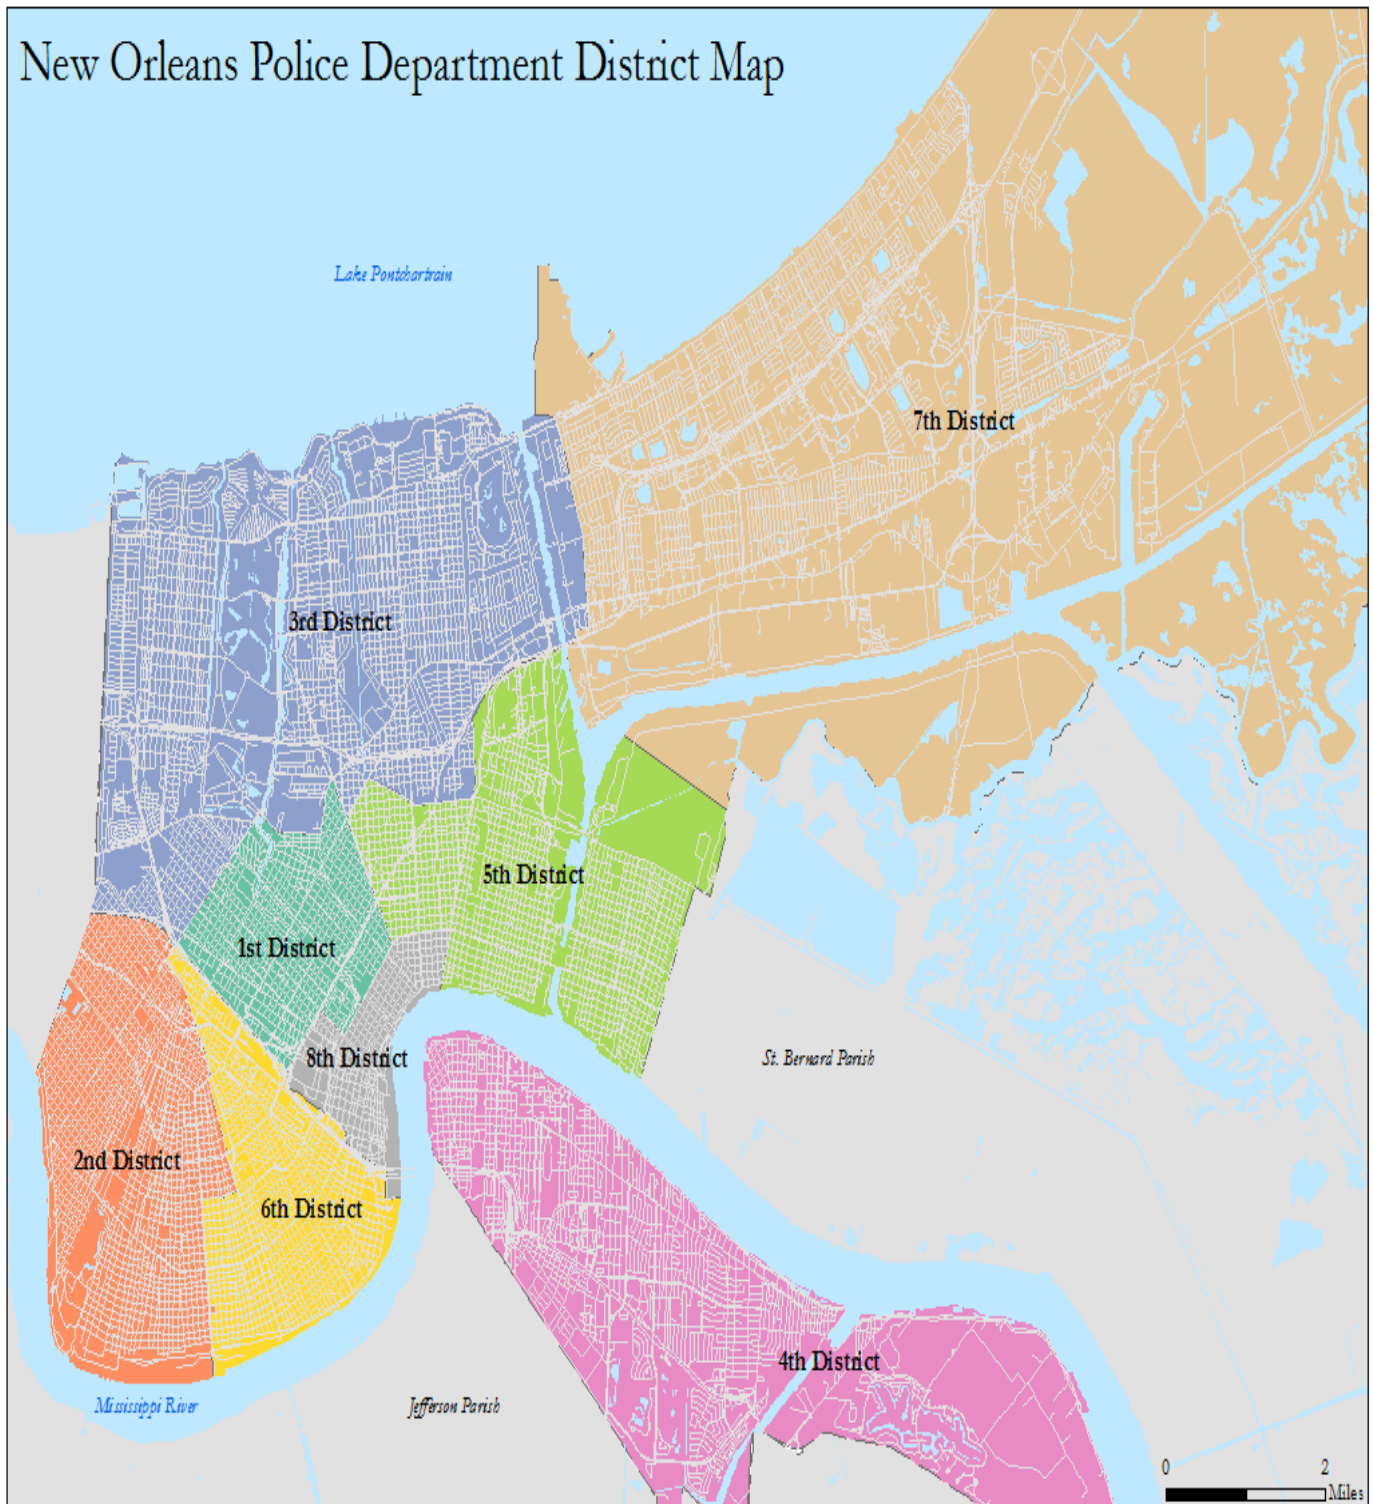 New Orleans Police Department District Map
Lake Pontchartrain
7th District
3rd District
5th District
1st District
8th District
St. Bernard Parish
2nd District
6th District
4th District
Mississippi River
Jefferson Parish
0 2
Miles